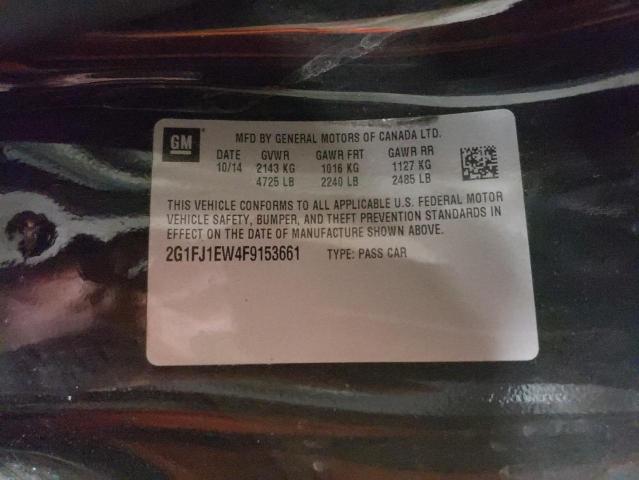 GM MFD BY GENERAL MOTORS OF CANADA LTD.
DATE GVWR GAWR FRT GAWR RR
10/14 2143 KG 1016 KG 1127 KG
4725 LB 2240 LB 2485 LB
THIS VEHICLE CONFORMS TO ALL APPLICABLE U.S. FEDERAL MOTOR
VEHICLE SAFETY, BUMPER, AND THEFT PREVENTION STANDARDS IN
EFFECT ON THE DATE OF MANUFACTURE SHOWN ABOVE.
2G1FJ1EW4F9153661 TYPE: PASS CAR